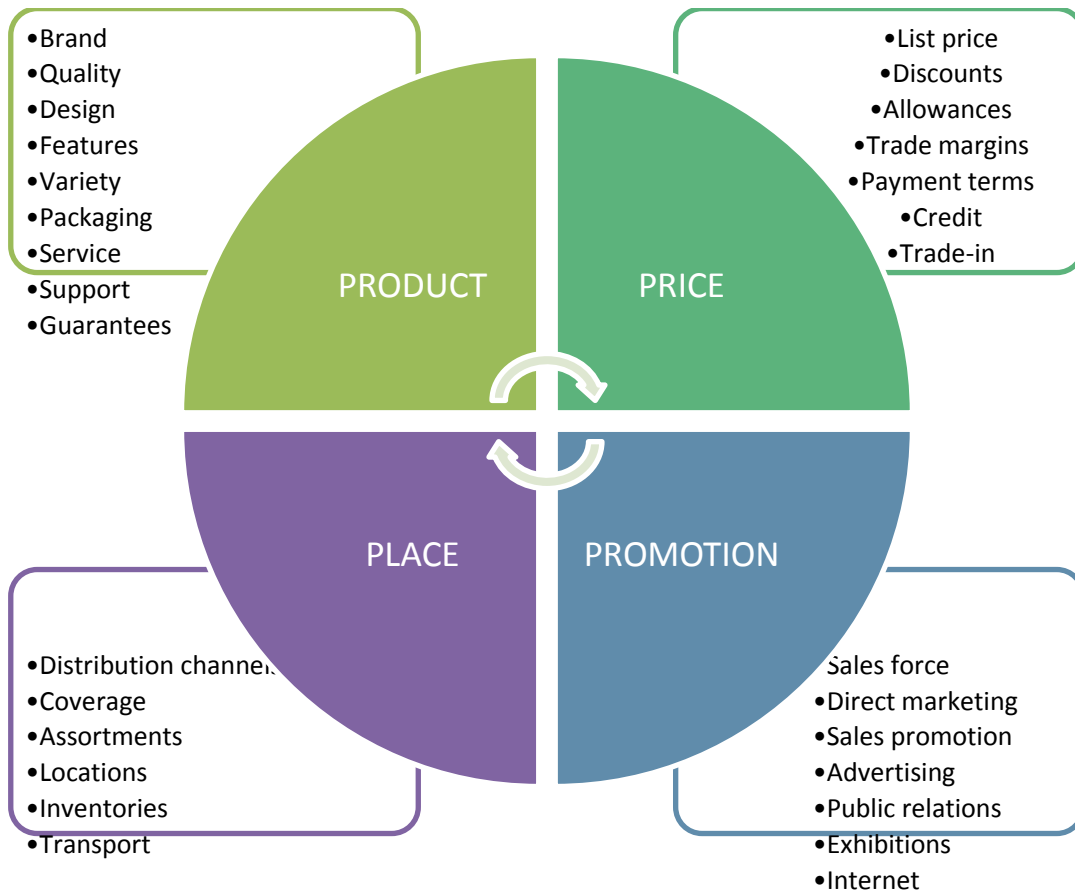 •Brand
•Quality
•Design
•Features
•Variety
•Packaging
•Service
•Support
•Guarantees
•List price
•Discounts
•Allowances
•Trade margins
•Payment terms
•Credit
•Trade-in
PRODUCT
PRICE
PLACE
PROMOTION
•Distribution channels
•Coverage
•Assortments
•Locations
•Inventories
•Transport
Sales force
•Direct marketing
•Sales promotion
•Advertising
•Public relations
•Exhibitions
•Internet